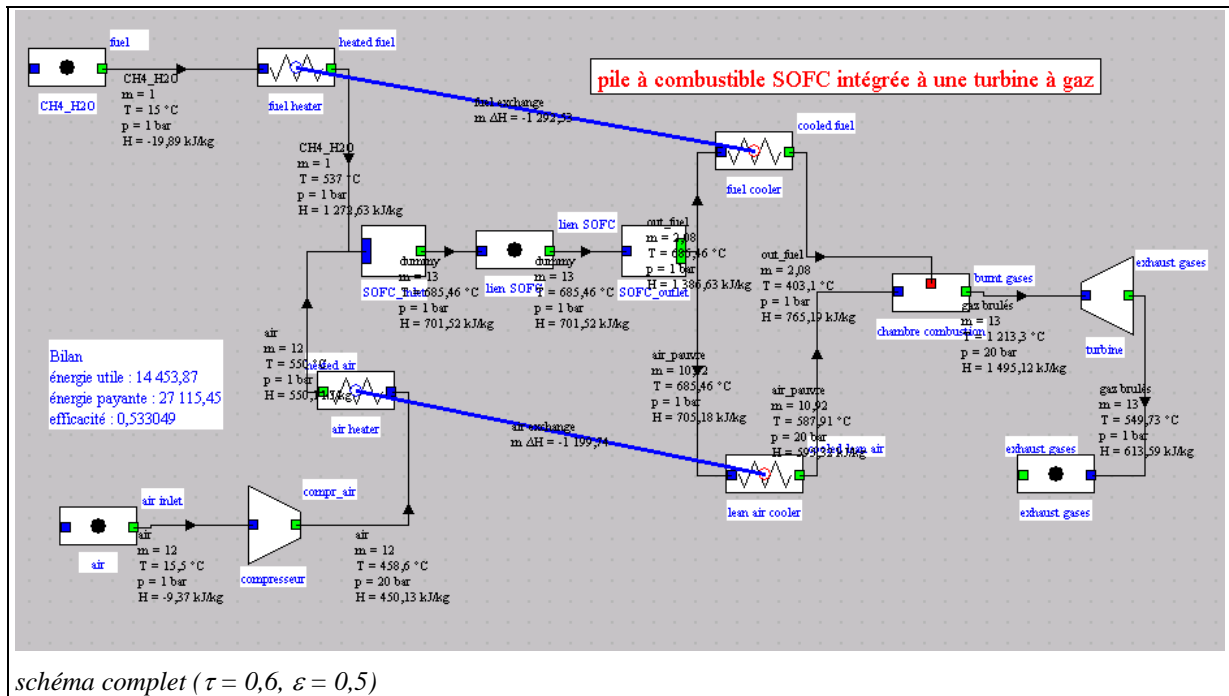 fuel
CH4_H2O
CH4_H2O
m = 1
T = 15 °C
p = 1 bar
H = -19,89 kJ/kg
heated fuel
fuel heater
pile à combustible SOFC intégrée à une turbine à gaz
fuel exchange
m ΔH = -1 292,53
CH4_H2O
m = 1
T = 537 °C
p = 1 bar
H = 1 272,63 kJ/kg
cooled fuel
fuel cooler
SOFC_inlet
dummy
m = 13
T = 685,46 °C
p = 1 bar
H = 701,52 kJ/kg
lien SOFC
lien SOFC
dummy
m = 13
T = 685,46 °C
p = 1 bar
H = 701,52 kJ/kg
SOFC_outlet
out_fuel
m = 2,08
T = 685,46 °C
p = 1 bar
H = 1 386,63 kJ/kg
out_fuel
m = 2,08
T = 403,1 °C
p = 1 bar
H = 765,19 kJ/kg
burnt gases
chambre combustion
gaz brulés
m = 13
T = 1 213,3 °C
p = 20 bar
H = 1 495,12 kJ/kg
exhaust gases
turbine
gaz brulés
m = 13
T = 549,73 °C
p = 1 bar
H = 613,59 kJ/kg
exhaust gases
exhaust gases
Bilan
énergie utile : 14 453,87
énergie payante : 27 115,45
efficacité : 0,533049
air
m = 12
p = 1 bar
heated air
air heater
air exchange
m ΔH = -1 199,74
air_pauvre
m = 10,92
T = 685,46 °C
p = 1 bar
H = 705,18 kJ/kg
air_pauvre
m = 10,92
T = 587,91 °C
p = 20 bar
cooled lean air
lean air cooler
air inlet
air
air
m = 12
T = 15,5 °C
p = 1 bar
H = -9,37 kJ/kg
compr_air
compresseur
air
m = 12
T = 458,6 °C
p = 20 bar
H = 450,13 kJ/kg
schéma complet (τ = 0,6, ε = 0,5)